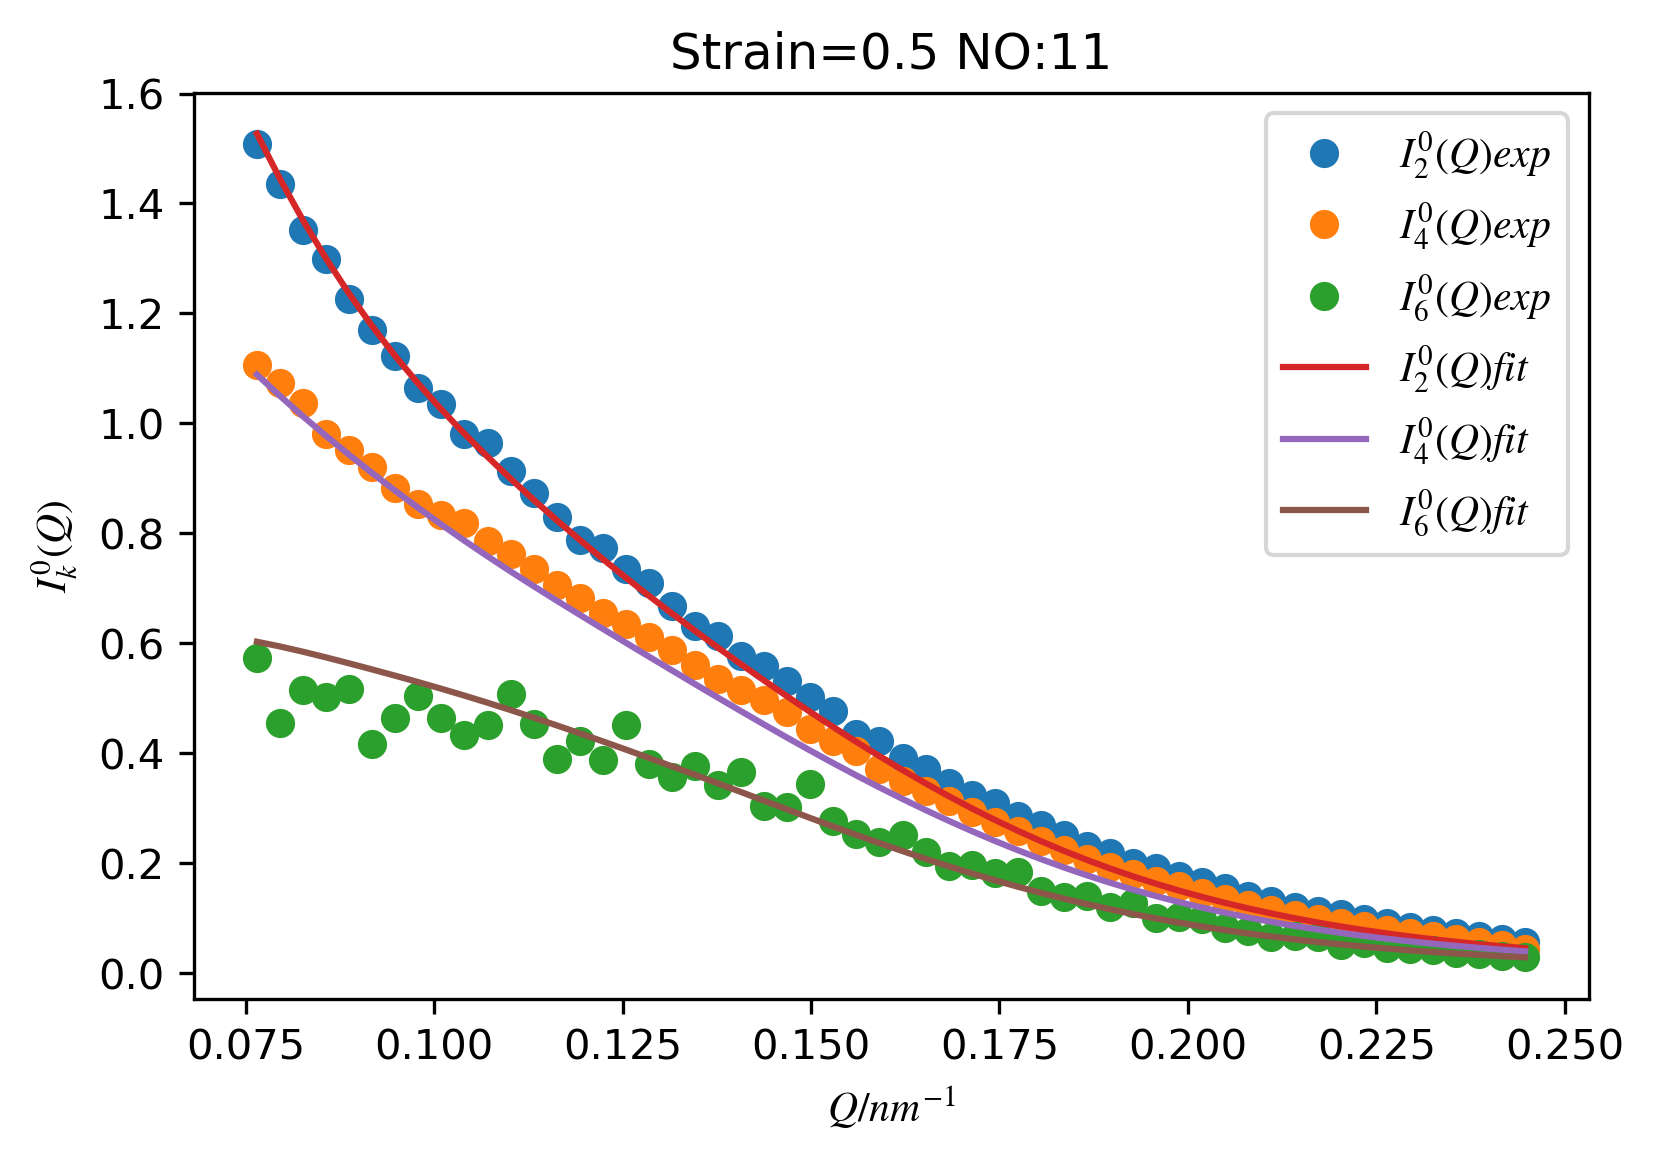 Strain=0.5 NO:11
1.6
1.4
1.2
1.0
0.8
0.6
0.4
0.2
0.0
I_k^0(Q)
I_2^0(Q)exp
I_4^0(Q)exp
I_6^0(Q)exp
I_2^0(Q)fit
I_4^0(Q)fit
I_6^0(Q)fit
0.075 0.100 0.125 0.150 0.175 0.200 0.225 0.250
Q/nm^{-1}